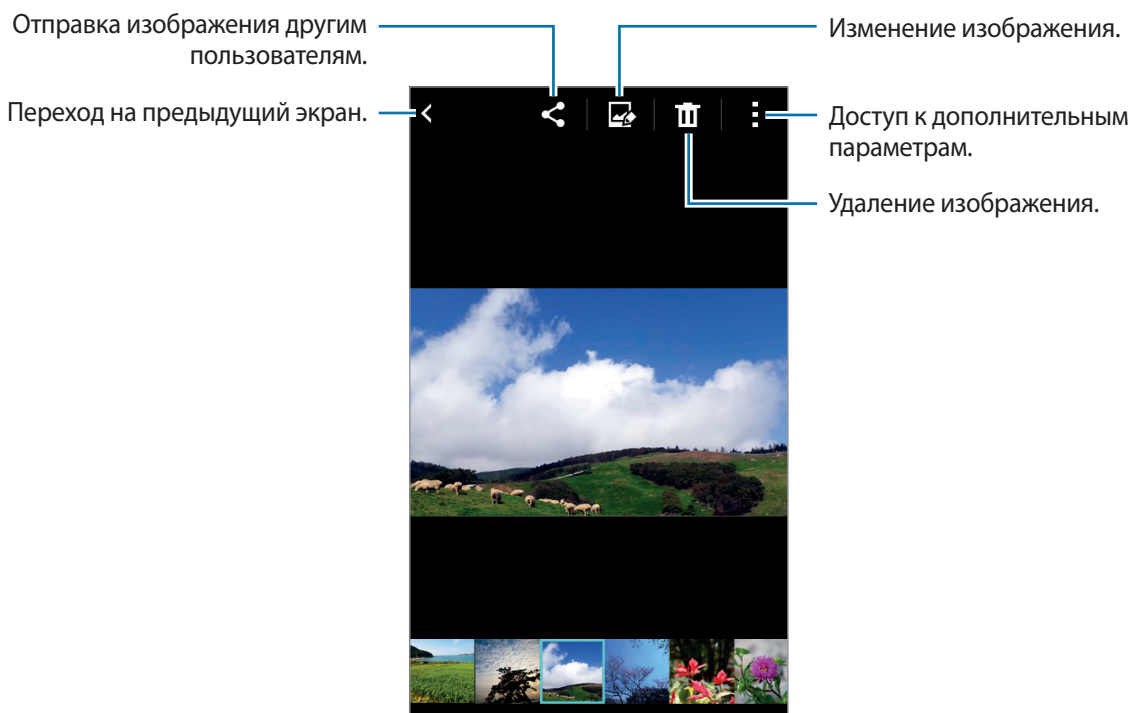 Отправка изображения другим
пользователям.
Переход на предыдущий экран.
Изменение изображения.
Доступ к дополнительным
параметрам.
Удаление изображения.